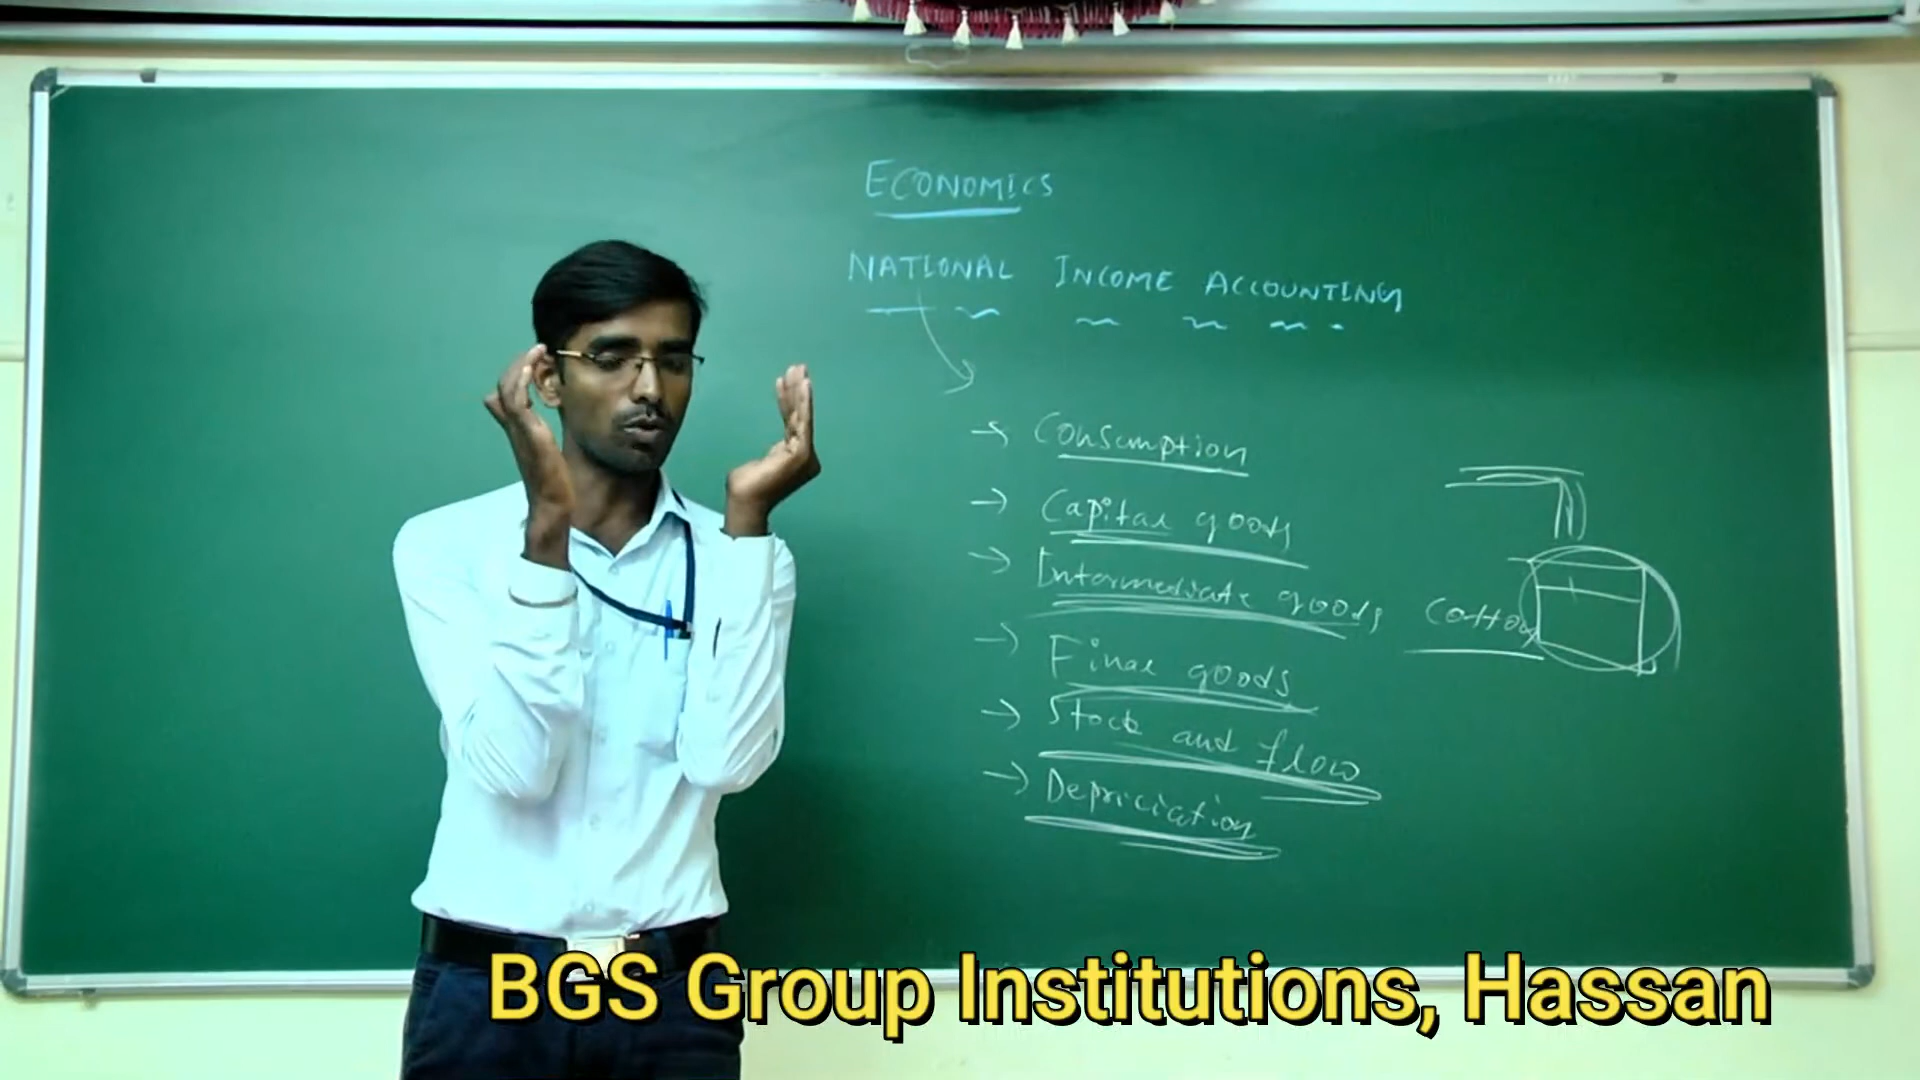 ECONOMICS
NATIONAL INCOME ACCOUNTING
→ Consumption
→ Capital goods
→ Intermediate goods
Cotton
→ Final goods
→ Stock and flow
→ Depriciation
BGS Group Institutions, Hassan